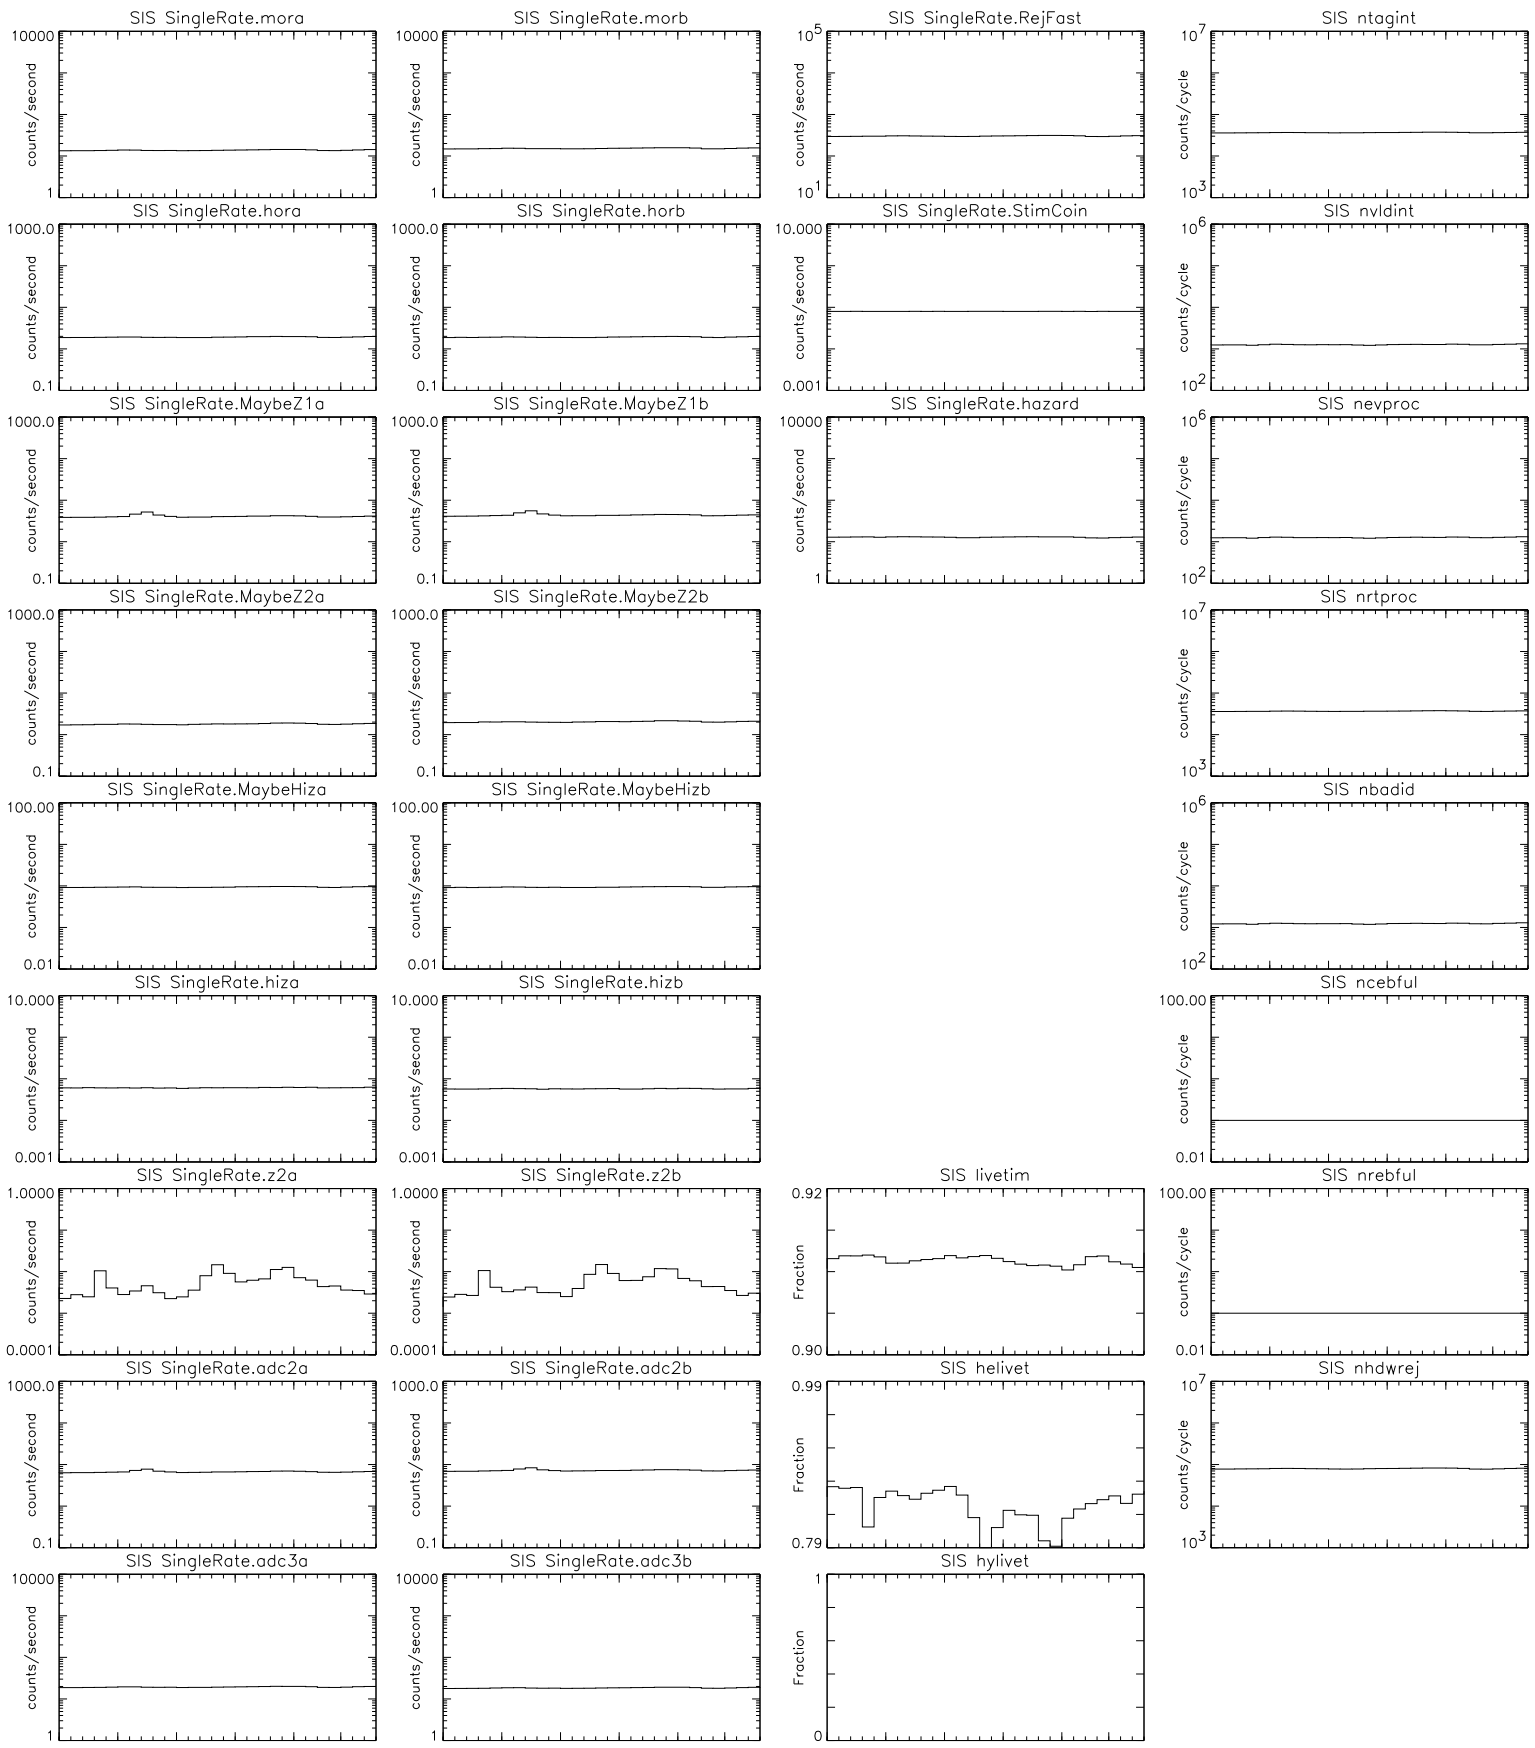 SIS SingleRate.mora
10000
counts/second
1
SIS SingleRate.morb
10000
counts/second
1
SIS SingleRate.RejFast
10^5
counts/second
10^1
SIS ntagint
10^7
counts/cycle
10^3
SIS SingleRate.hora
1000.0
counts/second
0.1
SIS SingleRate.horb
1000.0
counts/second
0.1
SIS SingleRate.StimCoin
10.000
counts/second
0.001
SIS nvldint
10^6
counts/cycle
10^2
SIS SingleRate.MaybeZ1a
1000.0
counts/second
0.1
SIS SingleRate.MaybeZ1b
1000.0
counts/second
0.1
SIS SingleRate.hazard
10000
counts/second
1
SIS nevproc
10^6
counts/cycle
10^2
SIS SingleRate.MaybeZ2a
1000.0
counts/second
0.1
SIS SingleRate.MaybeZ2b
1000.0
counts/second
0.1
SIS nrtproc
10^7
counts/cycle
10^3
SIS SingleRate.MaybeHiza
100.00
counts/second
0.01
SIS SingleRate.MaybeHizb
100.00
counts/second
0.01
SIS nbadid
10^6
counts/cycle
10^2
SIS SingleRate.hiza
10.000
counts/second
0.001
SIS SingleRate.hizb
10.000
counts/second
0.001
SIS ncebful
100.00
counts/cycle
0.01
SIS SingleRate.z2a
1.0000
counts/second
0.0001
SIS SingleRate.z2b
1.0000
counts/second
0.0001
SIS livetim
0.92
Fraction
0.90
SIS nrebful
100.00
counts/cycle
0.01
SIS SingleRate.adc2a
1000.0
counts/second
0.1
SIS SingleRate.adc2b
1000.0
counts/second
0.1
SIS helivet
0.99
Fraction
0.79
SIS nhdwrej
10^7
counts/cycle
10^3
SIS SingleRate.adc3a
10000
counts/second
1
SIS SingleRate.adc3b
10000
counts/second
1
SIS hylivet
1
Fraction
0